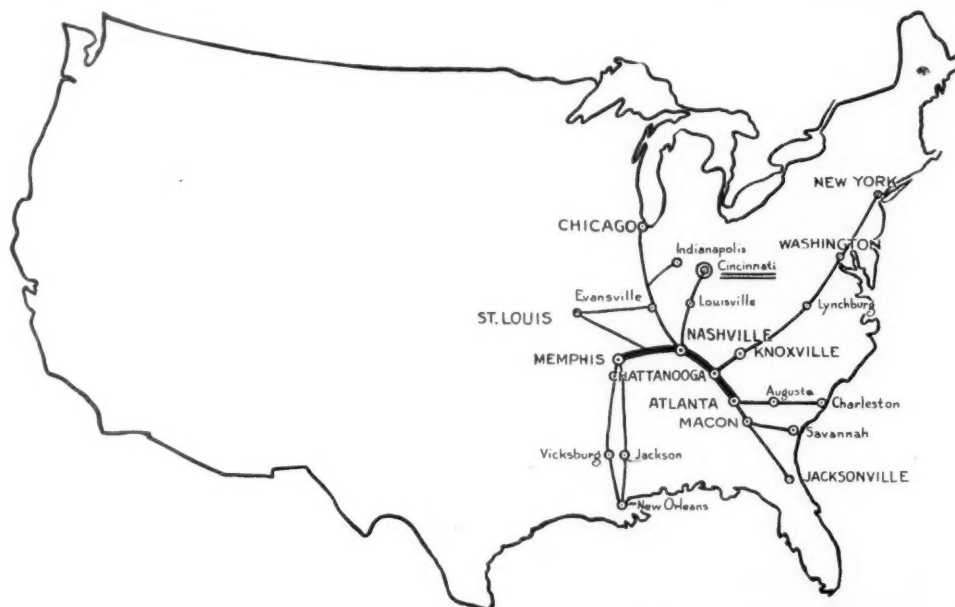 NEW YORK
CHICAGO
WASHINGTON
Indianapolis
Cincinnati
Evansville
Louisville
Lynchburg
ST. LOUIS
NASHVILLE
MEMPHIS
KNOXVILLE
CHATTANOOGA
Augusta
ATLANTA
Charleston
MACON
Savannah
Vicksburg
Jackson
JACKSONVILLE
New Orleans